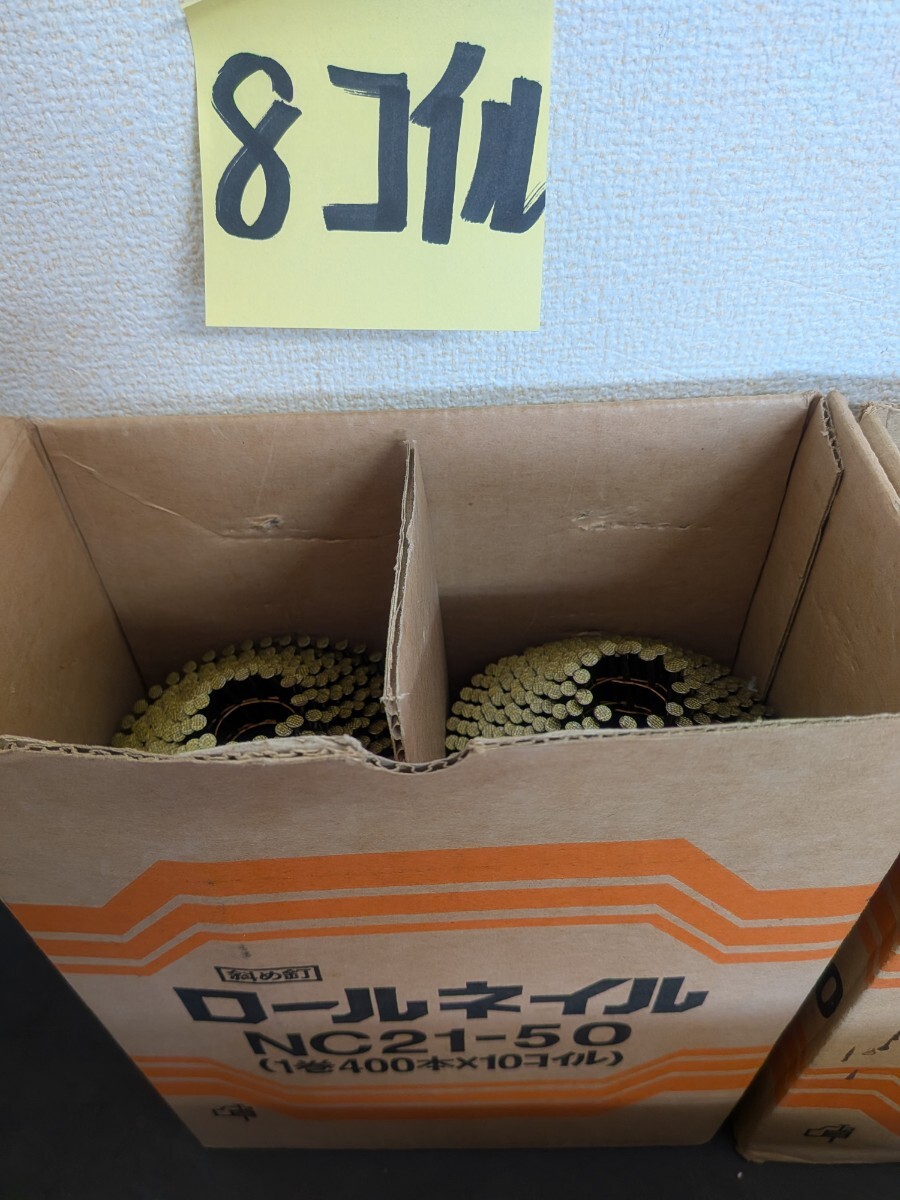 8コイル
斜め釘
ロールネイル
NC21-50
(1巻400本×10コイル)